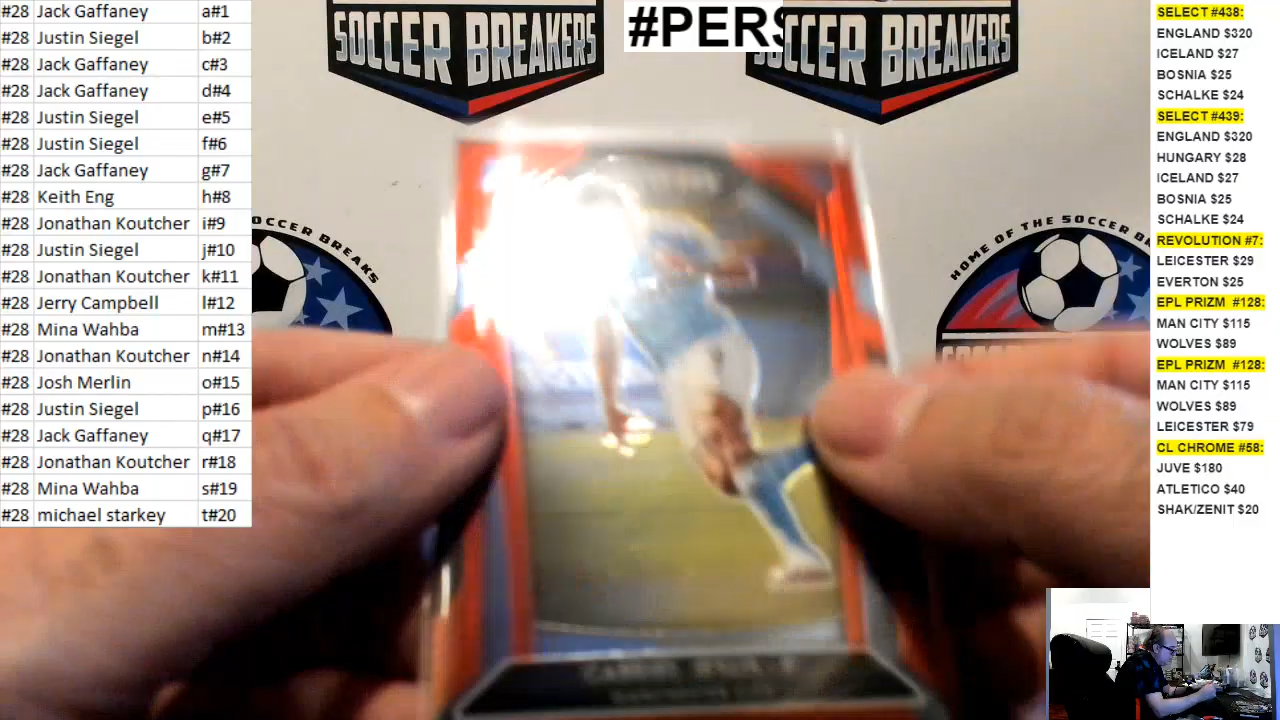 #28 Jack Gaffaney a#1
#28 Justin Siegel b#2
#28 Jack Gaffaney c#3
#28 Jack Gaffaney d#4
#28 Justin Siegel e#5
#28 Justin Siegel f#6
#28 Jack Gaffaney g#7
#28 Keith Eng h#8
#28 Jonathan Koutcher i#9
#28 Justin Siegel j#10
#28 Jonathan Koutcher k#11
#28 Jerry Campbell l#12
#28 Mina Wahba m#13
#28 Jonathan Koutcher n#14
#28 Josh Merlin o#15
#28 Justin Siegel p#16
#28 Jack Gaffaney q#17
#28 Jonathan Koutcher r#18
#28 Mina Wahba s#19
#28 michael starkey t#20
SOCCER BREAKERS
#PERS
SOCCER BREAKERS
OCCER BREAKS
HOME OF THE SOCCER B
SELECT #438:
ENGLAND $320
ICELAND $27
BOSNIA $25
SCHALKE $24
SELECT #439:
ENGLAND $320
HUNGARY $28
ICELAND $27
BOSNIA $25
SCHALKE $24
REVOLUTION #7:
LEICESTER $29
EVERTON $25
EPL PRIZM #128:
MAN CITY $115
WOLVES $89
EPL PRIZM #128:
MAN CITY $115
WOLVES $89
LEICESTER $79
CL CHROME #58:
JUVE $180
ATLETICO $40
SHAK/ZENIT $20